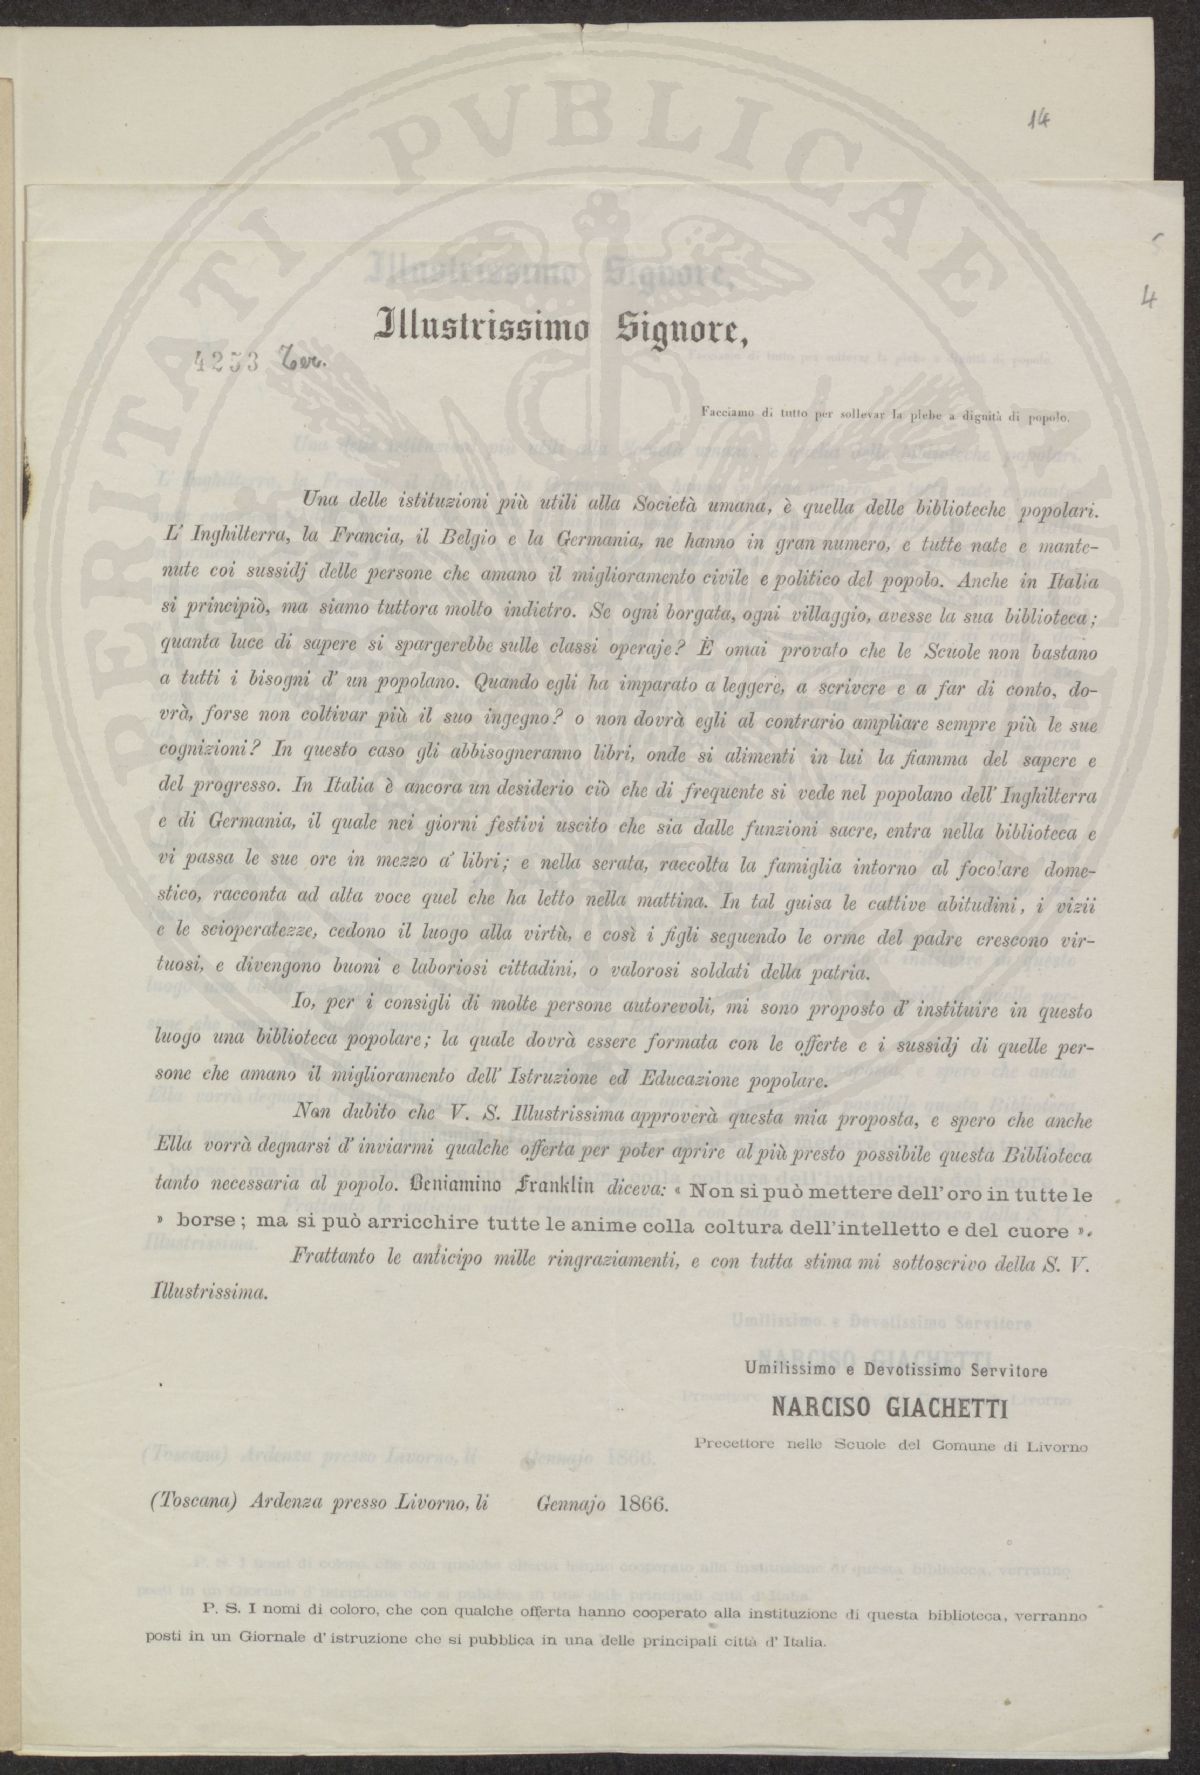 14
4
Illustrissimo Signore,
4253 Ter.
Facciamo di tutto per sollevar la plebe a dignità di popolo.
Una delle istituzioni più utili alla Società umana, è quella delle biblioteche popolari.
L' Inghilterra, la Francia, il Belgio e la Germania, ne hanno in gran numero, e tutte nate e mante-
nute coi sussidj delle persone che amano il miglioramento civile e politico del popolo. Anche in Italia
si principiò, ma siamo tuttora molto indietro. Se ogni borgata, ogni villaggio, avesse la sua biblioteca;
quanta luce di sapere si spargerebbe sulle classi operaje? È omai provato che le Scuole non bastano
a tutti i bisogni d' un popolano. Quando egli ha imparato a leggere, a scrivere e a far di conto, do-
vrà, forse non coltivar più il suo ingegno? o non dovrà egli al contrario ampliare sempre più le sue
cognizioni? In questo caso gli abbisogneranno libri, onde si alimenti in lui la fiamma del sapere e
del progresso. In Italia è ancora un desiderio ciò che di frequente si vede nel popolano dell' Inghilterra
e di Germania, il quale nei giorni festivi uscito che sia dalle funzioni sacre, entra nella biblioteca e
vi passa le sue ore in mezzo a' libri; e nella serata, raccolta la famiglia intorno al focolare dome-
stico, racconta ad alta voce quel che ha letto nella mattina. In tal guisa le cattive abitudini, i vizii
e le scioperatezze, cedono il luogo alla virtù, e così i figli seguendo le orme del padre crescono vir-
tuosi, e divengono buoni e laboriosi cittadini, o valorosi soldati della patria.
Io, per i consigli di molte persone autorevoli, mi sono proposto d' instituire in questo
luogo una biblioteca popolare; la quale dovrà essere formata con le offerte e i sussidj di quelle per-
sone che amano il miglioramento dell' Istruzione ed Educazione popolare.
Non dubito che V. S. Illustrissima approverà questa mia proposta, e spero che anche
Ella vorrà degnarsi d' inviarmi qualche offerta per poter aprire al più presto possibile questa Biblioteca
tanto necessaria al popolo. Beniamino Franklin diceva: « Non si può mettere dell' oro in tutte le
» borse; ma si può arricchire tutte le anime colla coltura dell' intelletto e del cuore ».
Frattanto le anticipo mille ringraziamenti, e con tutta stima mi sottoscrivo della S. V.
Illustrissima.
Umilissimo e Devotissimo Servitore
NARCISO GIACHETTI
Precettore nelle Scuole del Comune di Livorno
(Toscana) Ardenza presso Livorno, li Gennajo 1866.
P. S. I nomi di coloro, che con qualche offerta hanno cooperato alla instituzione di questa biblioteca, verranno
posti in un Giornale d' istruzione che si pubblica in una delle principali città d' Italia.